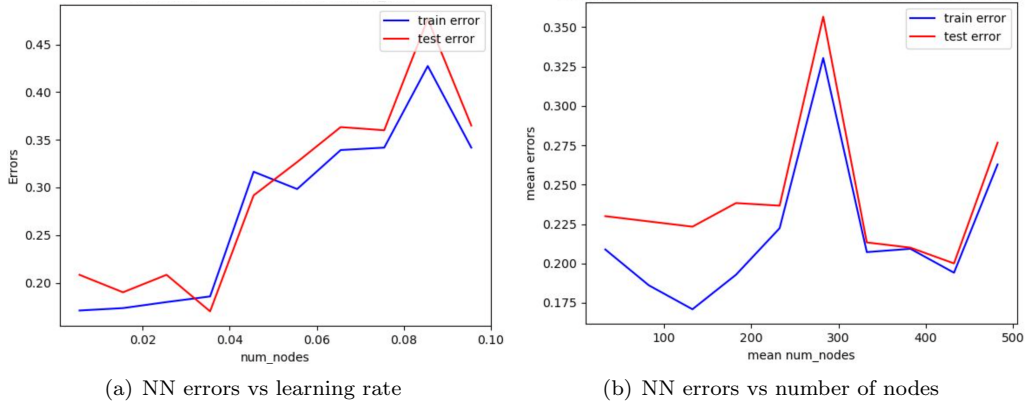 train error
test error
0.45
0.40
0.35
0.30
0.25
0.20
Errors
0.02 0.04 0.06 0.08 0.10
num_nodes
(a) NN errors vs learning rate
train error
test error
0.350
0.325
0.300
0.275
0.250
0.225
0.200
0.175
mean errors
100 200 300 400 500
mean num_nodes
(b) NN errors vs number of nodes